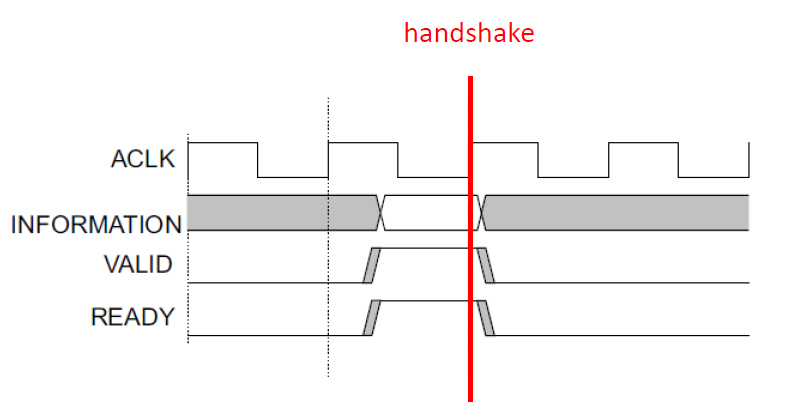 handshake
ACLK
INFORMATION
VALID
READY